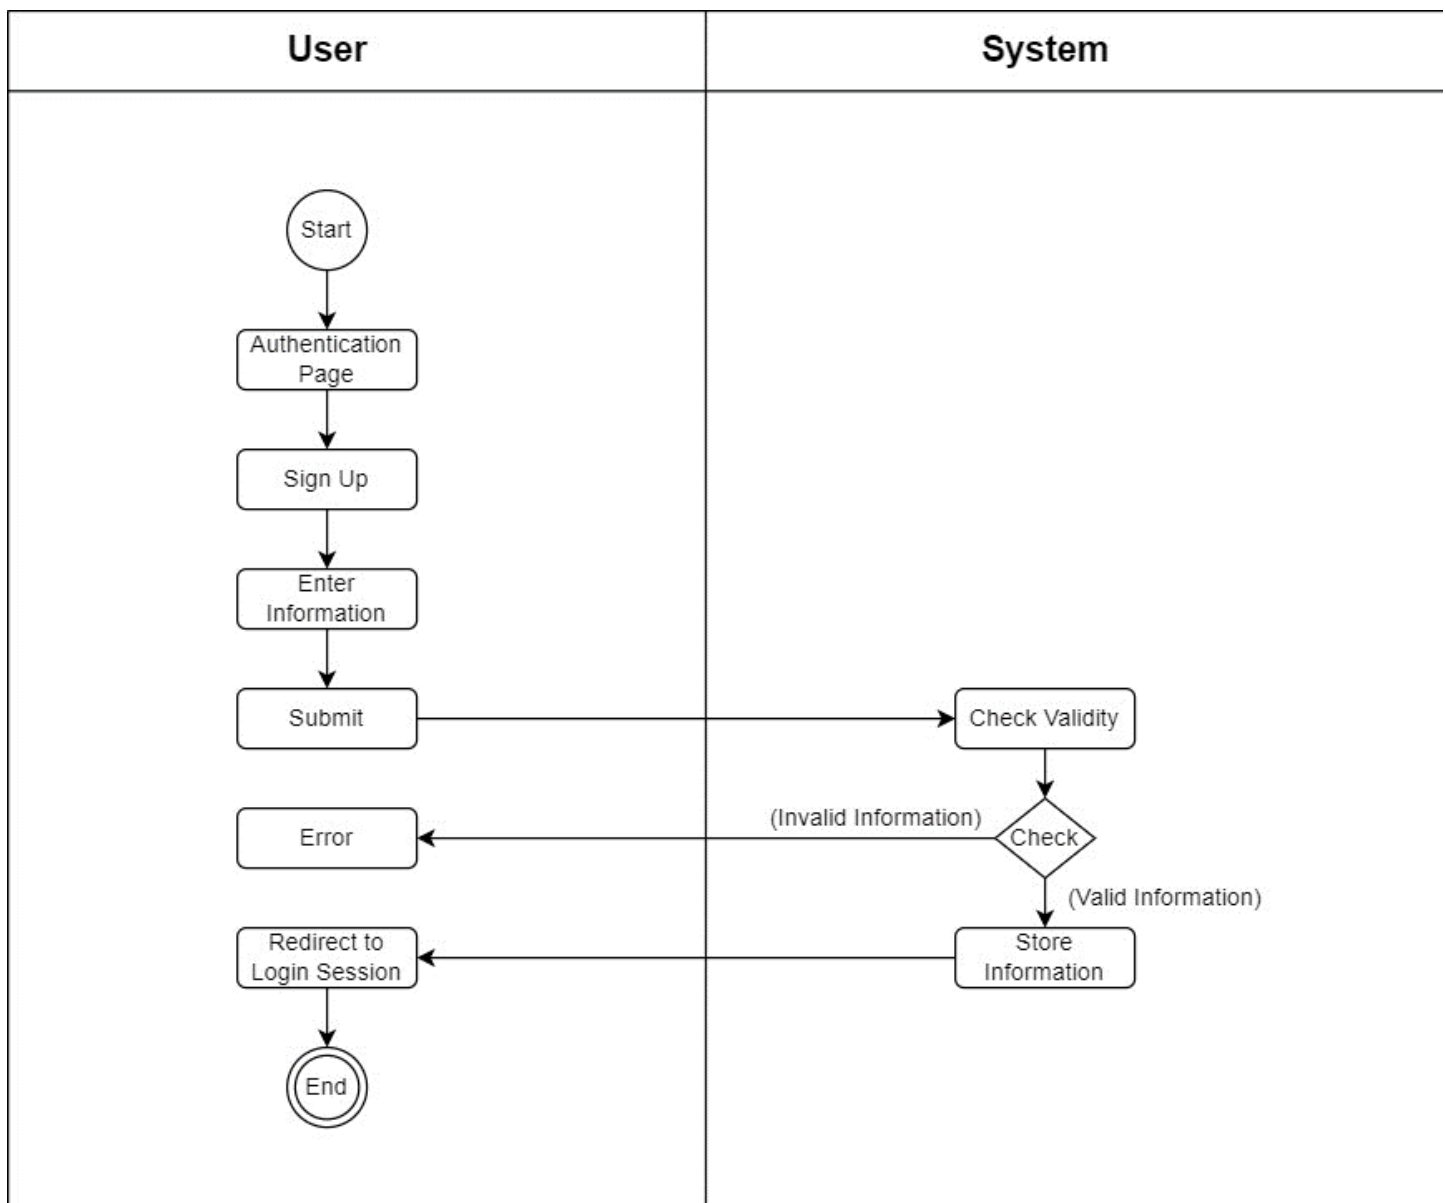 User
System
Start
Authentication
Page
Sign Up
Enter
Information
Submit
Check Validity
(Invalid Information)
Error
Check
(Valid Information)
Redirect to
Login Session
Store
Information
End